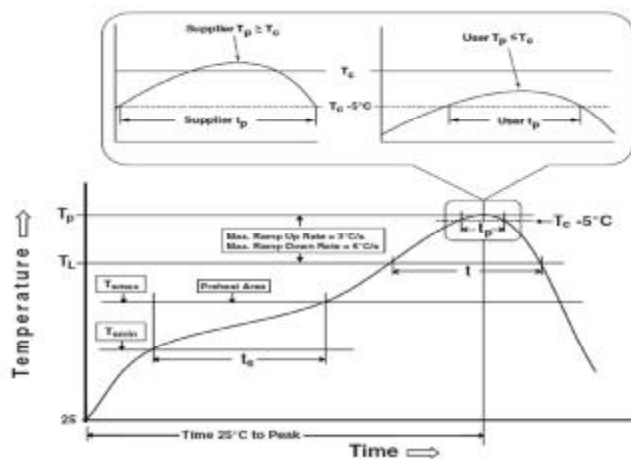 Supplier Tp ≥ Tc
User Tp ≤ Tc
Tc
Tc -5°C
Supplier tp
User tp
Tp
Tc -5°C
tp
Max. Ramp Up Rate = 3°C/s
Max. Ramp Down Rate = 6°C/s
TL
t
Tsmax
Preheat Area
Tsmin
ts
Temperature
25
Time 25°C to Peak
Time